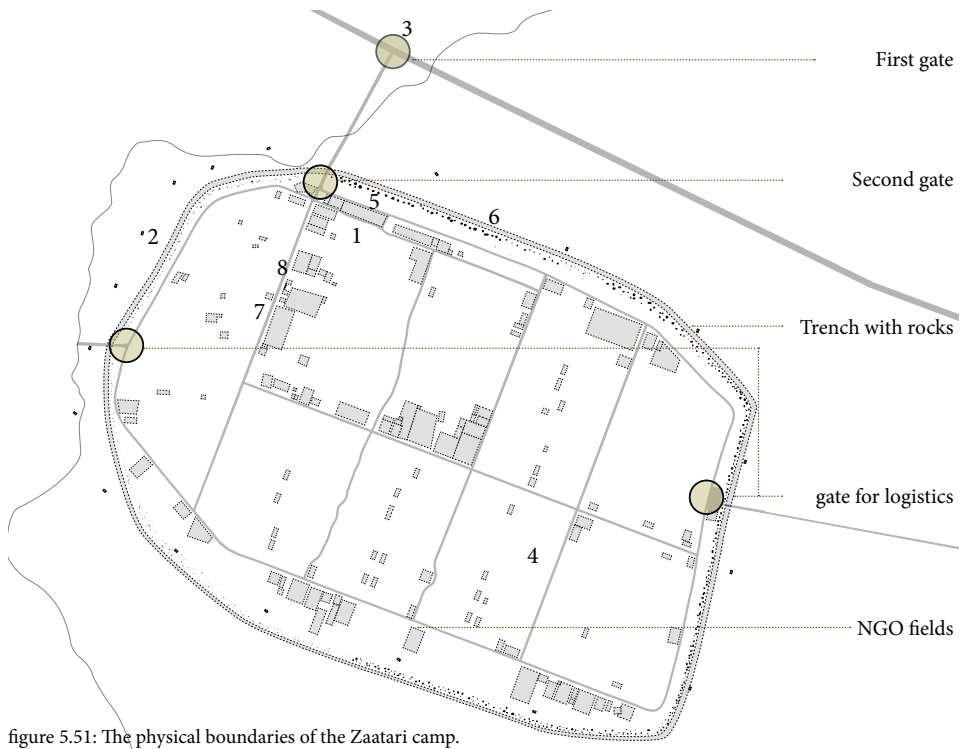 3
First gate
Second gate
5
6
2
1
8
7
Trench with rocks
gate for logistics
4
NGO fields
figure 5.51: The physical boundaries of the Zaatari camp.